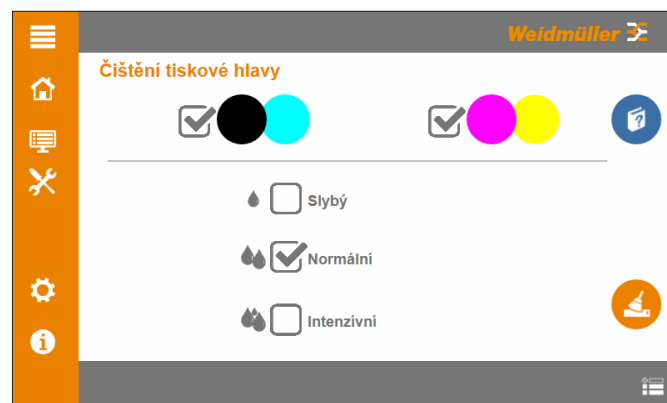 Weidmüller
Čištění tiskové hlavy
Slybý
Normální
Intenzívní